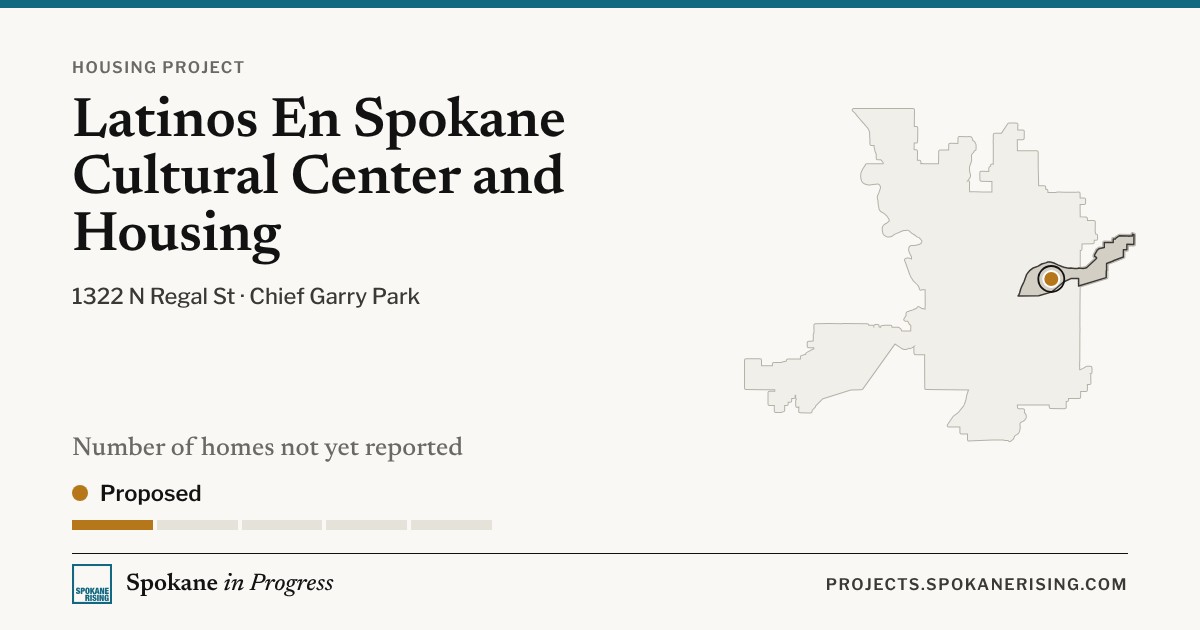 HOUSING PROJECT
Latinos En Spokane
Cultural Center and
Housing
1322 N Regal St · Chief Garry Park
Number of homes not yet reported
Proposed
SPOKANE
RISING
Spokane in Progress
PROJECTS.SPOKANERISING.COM